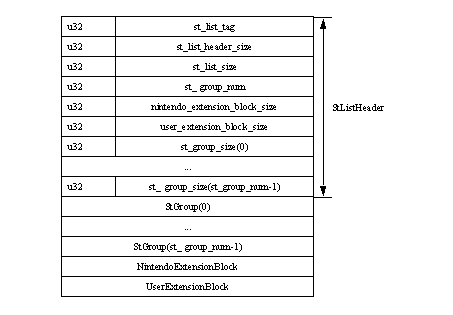 u32 st_list_tag
u32 st_list_header_size
u32 st_list_size
u32 st_ group_num
u32 nintendo_extension_block_size
u32 user_extension_block_size
StListHeader
u32 st_group_size(0)
...
u32 st_ group_size(st_group_num-1)
StGroup(0)
...
StGroup(st_ group_num-1)
NintendoExtensionBlock
UserExtensionBlock